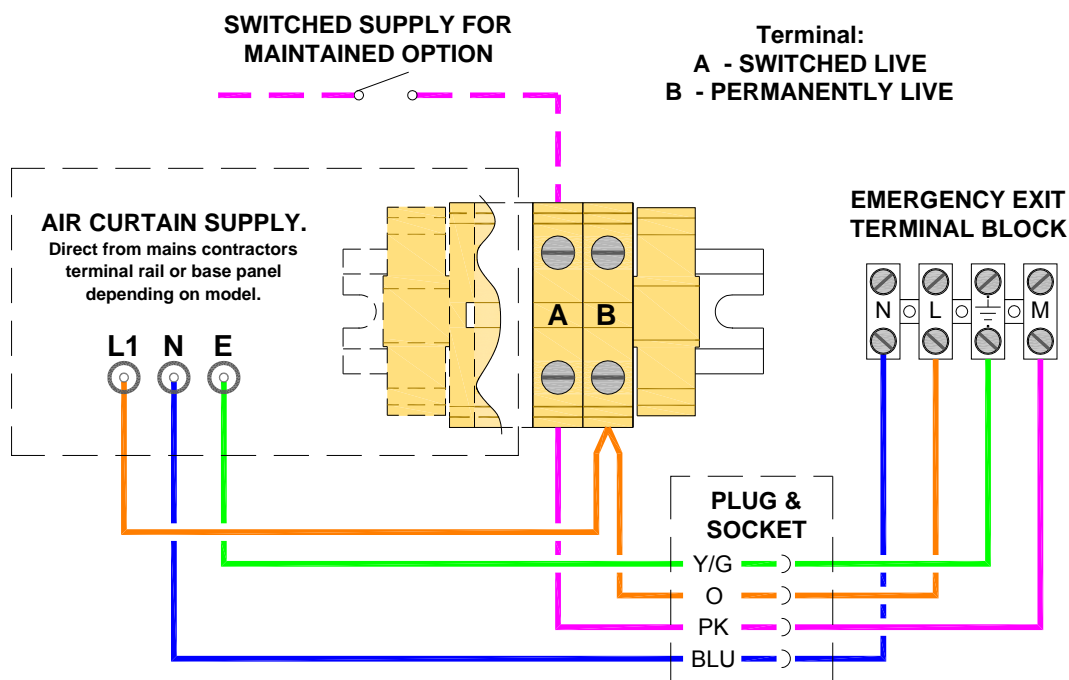 SWITCHED SUPPLY FOR
MAINTAINED OPTION
Terminal:
A - SWITCHED LIVE
B - PERMANENTLY LIVE
AIR CURTAIN SUPPLY.
Direct from mains contractors
terminal rail or base panel
depending on model.
L1 N E
A B
EMERGENCY EXIT
TERMINAL BLOCK
N L M
PLUG &
SOCKET
Y/G
O
PK
BLU